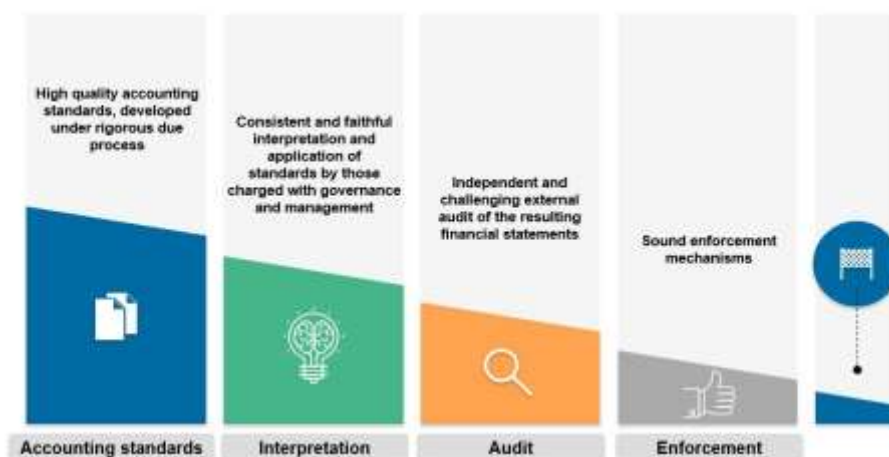 High quality accounting
standards, developed
under rigorous due
process
Consistent and faithful
interpretation and
application of
standards by those
charged with governance
and management
Independent and
challenging external
audit of the resulting
financial statements
Sound enforcement
mechanisms
Accounting standards
Interpretation
Audit
Enforcement